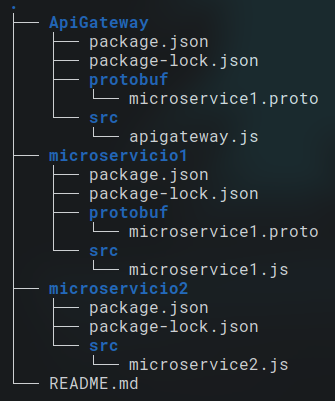 .
├── ApiGateway
│   ├── package.json
│   ├── package-lock.json
│   ├── protobuf
│   │   └── microservice1.proto
│   └── src
│       └── apigateway.js
├── microservicio1
│   ├── package.json
│   ├── package-lock.json
│   ├── protobuf
│   │   └── microservice1.proto
│   └── src
│       └── microservice1.js
├── microservicio2
│   ├── package.json
│   ├── package-lock.json
│   └── src
│       └── microservice2.js
└── README.md